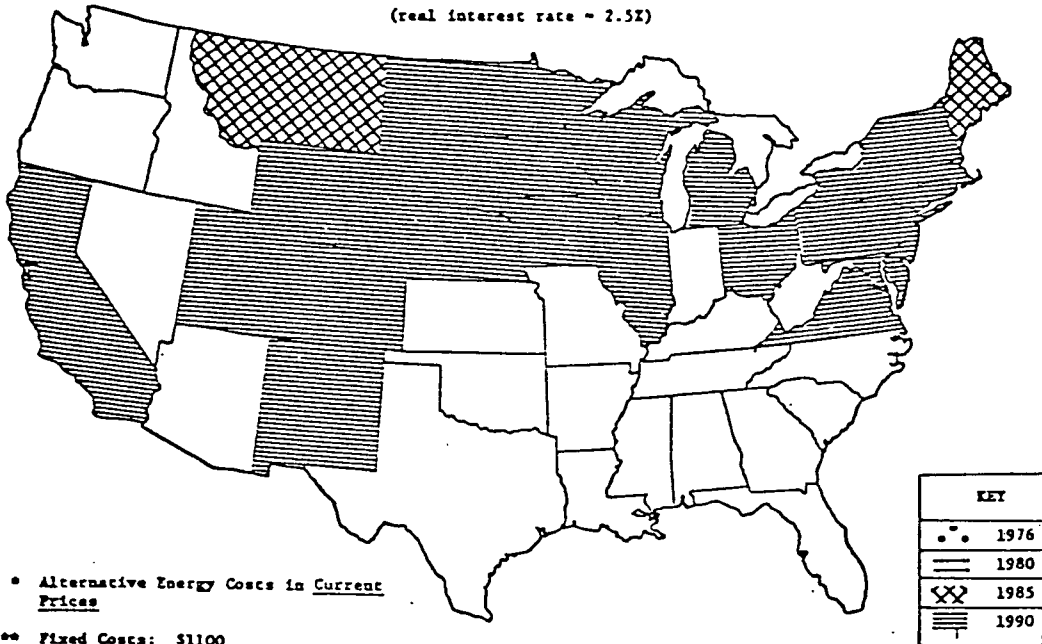 (real interest rate = 2.5%)
* Alternative Energy Costs in Current
Prices
** Fixed Costs: $1100
KEY
1976
1980
1985
1990